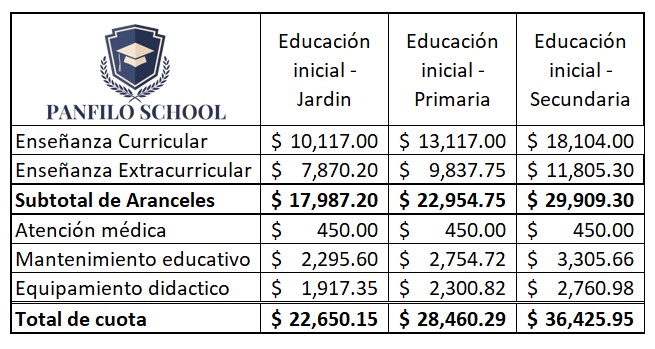 PANFILO SCHOOL
Educación inicial - Jardin
Educación inicial - Primaria
Educación inicial - Secundaria
Enseñanza Curricular $ 10,117.00 $ 13,117.00 $ 18,104.00
Enseñanza Extracurricular $ 7,870.20 $ 9,837.75 $ 11,805.30
Subtotal de Aranceles $ 17,987.20 $ 22,954.75 $ 29,909.30
Atención médica $ 450.00 $ 450.00 $ 450.00
Mantenimiento educativo $ 2,295.60 $ 2,754.72 $ 3,305.66
Equipamiento didactico $ 1,917.35 $ 2,300.82 $ 2,760.98
Total de cuota $ 22,650.15 $ 28,460.29 $ 36,425.95